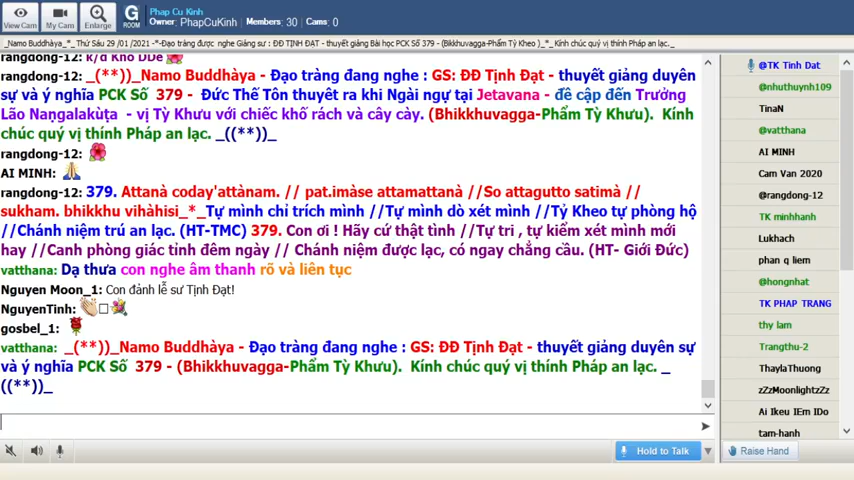 View Cam
My Cam
Enlarge
G
ROOM
Phap Cu Kinh
Owner: PhapCuKinh Members: 30 Cams: 0
_Namo Buddhàya_*_ Thứ Sáu 29 /01/2021 -*-Đạo tràng được nghe Giảng sư : ĐĐ TỊNH ĐẠT - thuyết giảng Bài học PCK Số 379 - (Bikkhuvagga-Phẩm Tỳ Kheo )_*_ Kính chúc quý vị thính Pháp an lạc._
rangdong-12: k/d Kho DDe
rangdong-12: _(**))_Namo Buddhàya - Đạo tràng đang nghe : GS: ĐĐ Tịnh Đạt - thuyết giảng duyên
sự và ý nghĩa PCK Số 379 - Đức Thế Tôn thuyết ra khi Ngài ngự tại Jetavana - đề cập đến Trưởng
Lão Naṇgalakùṭa - vị Tỳ Khưu với chiếc khố rách và cây cày. (Bhikkhuvagga-Phẩm Tỳ Khưu). Kính
chúc quý vị thính Pháp an lạc. _((**))_
rangdong-12:
AI MINH:
rangdong-12: 379. Attanà coday'attànam. // pat.imàse attamattanà //So attagutto satimà //
sukham. bhikkhu vihàhisi_*_Tự mình chỉ trích mình //Tự mình dò xét mình //Tỷ Kheo tự phòng hộ
//Chánh niệm trú an lạc. (HT-TMC) 379. Con ơi ! Hãy cứ thật tình //Tự tri , tự kiểm xét mình mới
hay //Canh phòng giác tỉnh đêm ngày // Chánh niệm được lạc, có ngay chẳng cầu. (HT- Giới Đức)
vatthana: Dạ thưa con nghe âm thanh rõ và liên tục
Nguyen Moon_1: Con đảnh lễ sư Tịnh Đạt!
NguyenTinh:
gosbel_1:
vatthana: _(**))_Namo Buddhàya - Đạo tràng đang nghe : GS: ĐĐ Tịnh Đạt - thuyết giảng duyên sự
và ý nghĩa PCK Số 379 - (Bhikkhuvagga-Phẩm Tỳ Khưu). Kính chúc quý vị thính Pháp an lạc. _
((**))_
Hold to Talk
@TK Tinh Dat
@nhuthuynh109
TinaN
@vatthana
AI MINH
Cam Van 2020
@rangdong-12
TK minhhanh
Lukhach
phan q liem
@hongnhat
TK PHAP TRANG
thy lam
Trangthu-2
ThaylaThuong
zZzMoonlightzZz
Ai Ikeu IEm IDo
tam-hanh
Raise Hand